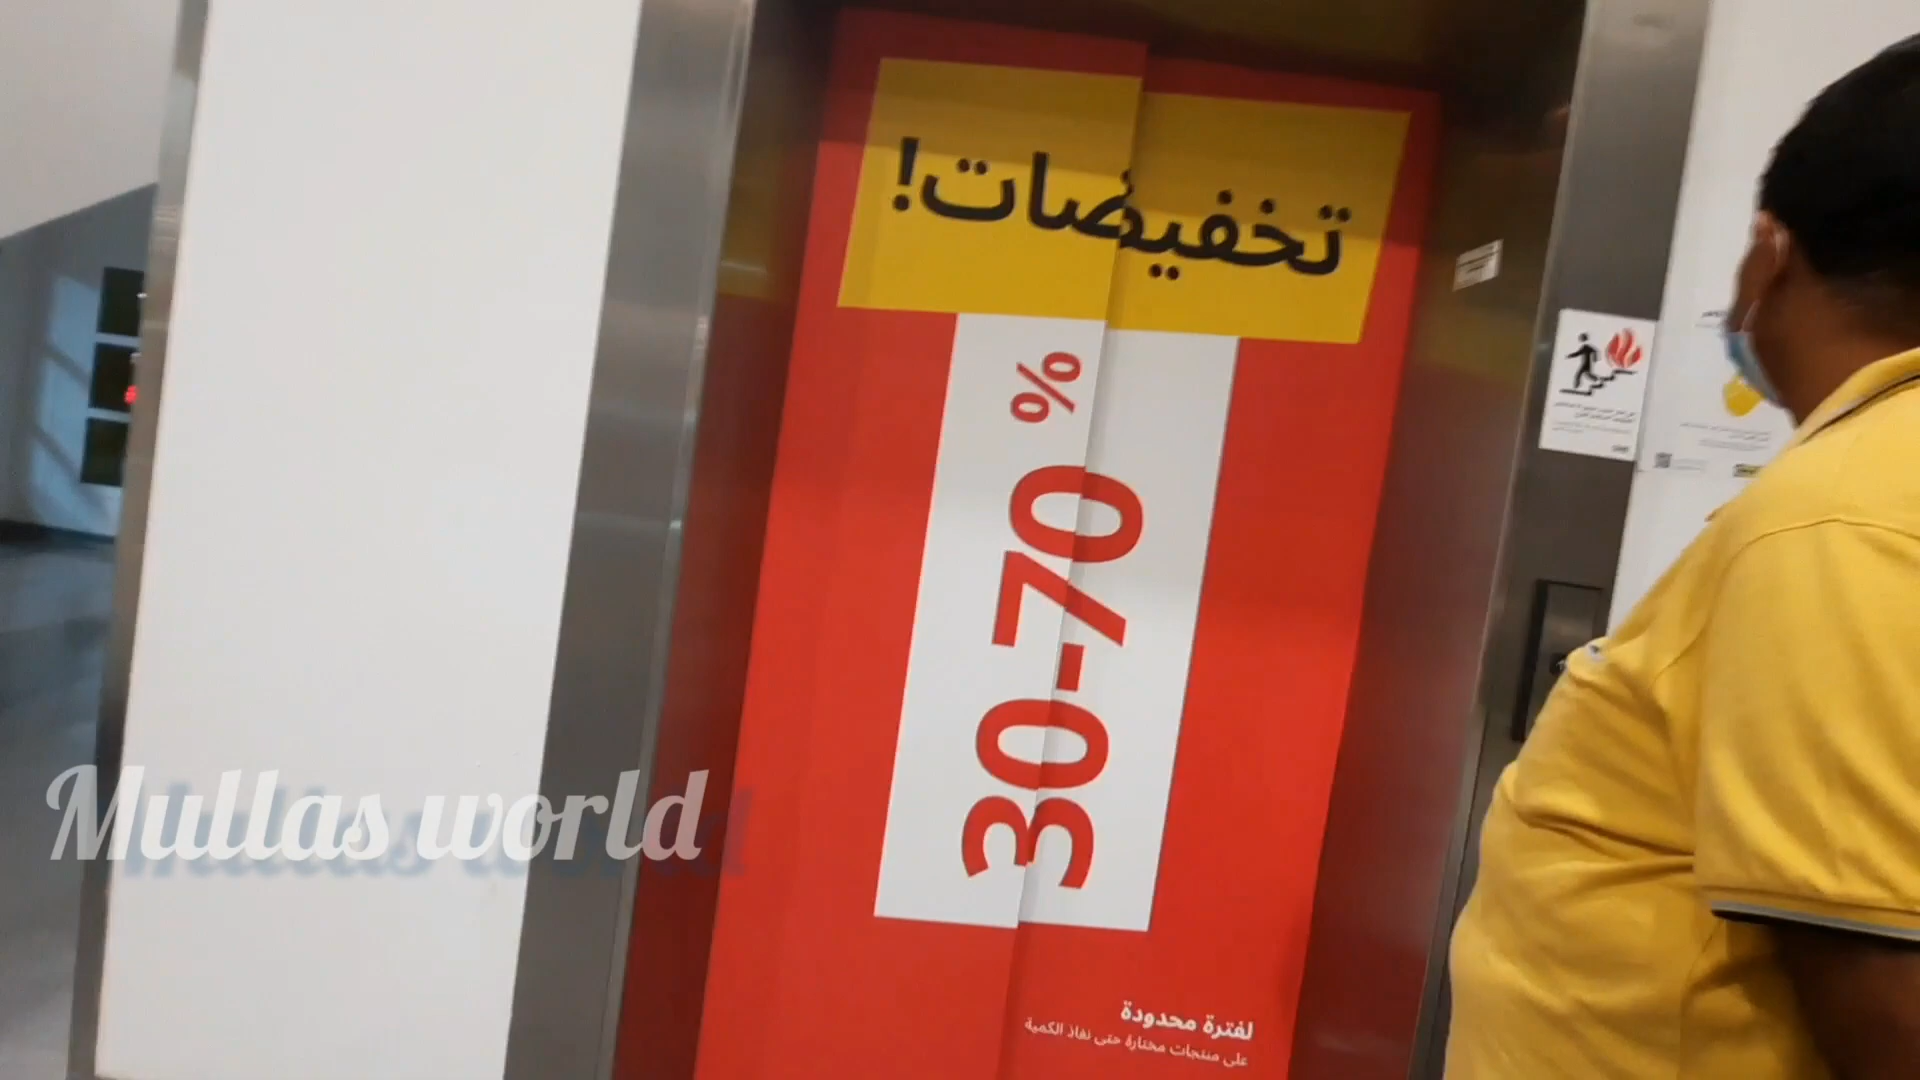 تخفيضات!
30-70 %
لفترة محدودة
على منتجات مختارة حتى نفاذ الكمية
Mullas world